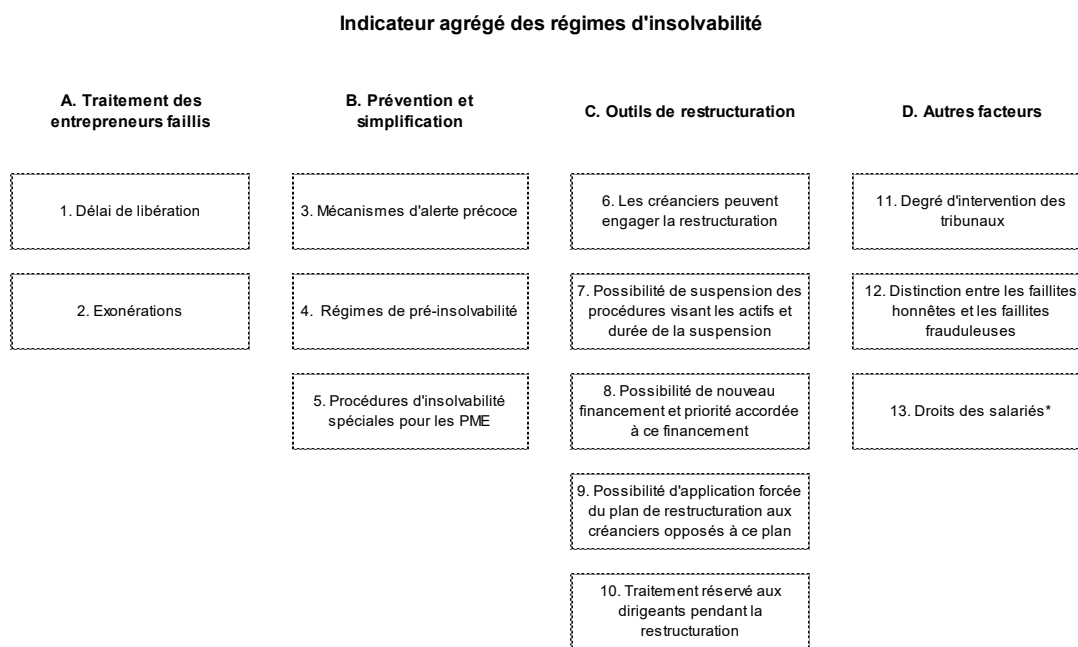 Indicateur agrégé des régimes d'insolvabilité
A. Traitement des
entrepreneurs faillis
1. Délai de libération
2. Exonérations
B. Prévention et
simplification
3. Mécanismes d'alerte précoce
4. Régimes de pré-insolvabilité
5. Procédures d'insolvabilité
spéciales pour les PME
C. Outils de restructuration
6. Les créanciers peuvent
engager la restructuration
7. Possibilité de suspension des
procédures visant les actifs et
durée de la suspension
8. Possibilité de nouveau
financement et priorité accordée
à ce financement
9. Possibilité d'application forcée
du plan de restructuration aux
créanciers opposés à ce plan
10. Traitement réservé aux
dirigeants pendant la
restructuration
D. Autres facteurs
11. Degré d'intervention des
tribunaux
12. Distinction entre les faillites
honnêtes et les faillites
frauduleuses
13. Droits des salariés*